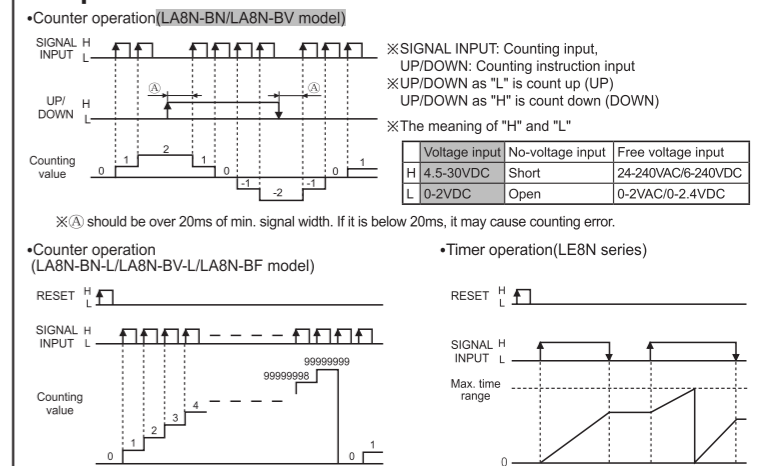 •Counter operation(LA8N-BN/LA8N-BV model)
SIGNAL H
INPUT L
Ⓐ Ⓐ
UP/ H
DOWN L
Counting
value
0 1 2 1 0 -1 -2 -1 0 1
※SIGNAL INPUT: Counting input,
UP/DOWN: Counting instruction input
※UP/DOWN as "L" is count up (UP)
UP/DOWN as "H" is count down (DOWN)
※The meaning of "H" and "L"
Voltage input No-voltage input Free voltage input
H 4.5-30VDC Short 24-240VAC/6-240VDC
L 0-2VDC Open 0-2VAC/0-2.4VDC
※Ⓐ should be over 20ms of min. signal width. If it is below 20ms, it may cause counting error.
•Counter operation
(LA8N-BN-L/LA8N-BV-L/LA8N-BF model)
RESET H
L
SIGNAL H
INPUT L
99999999
99999998
Counting
value
0 1 2 3 4 0 1
•Timer operation(LE8N series)
RESET H
L
SIGNAL H
INPUT L
Max. time
range
0